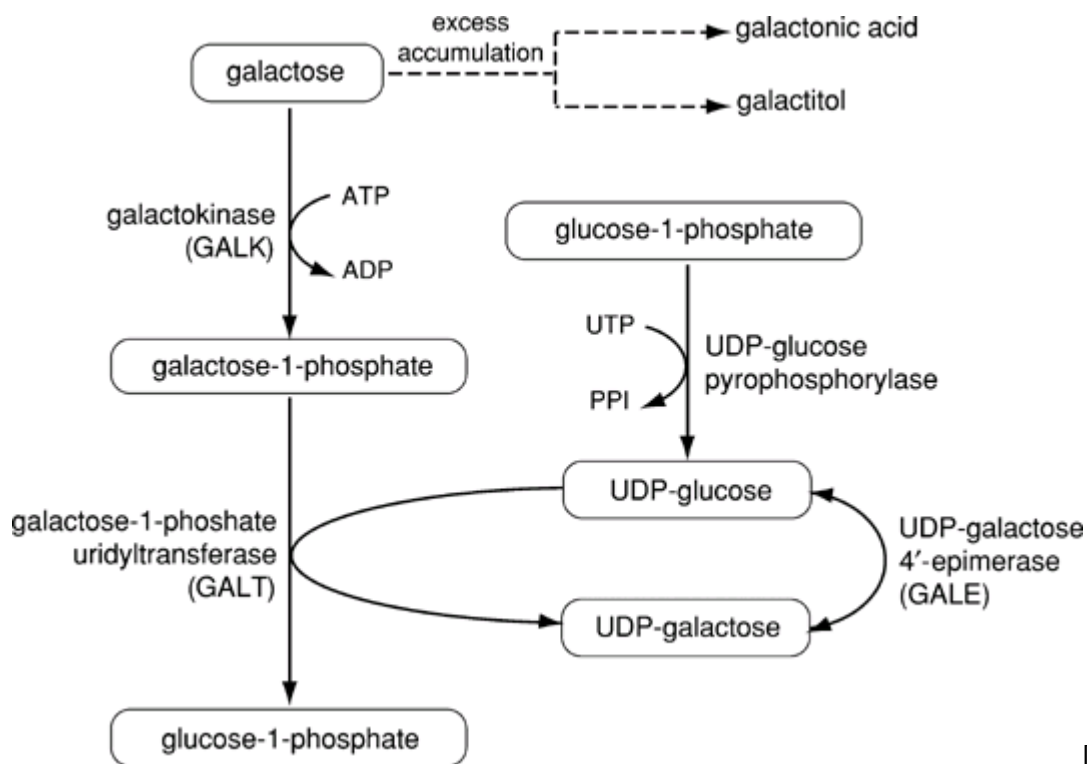 excess
accumulation
galactonic acid
galactose
galactitol
ATP
galactokinase
(GALK)
ADP
glucose-1-phosphate
UTP
UDP-glucose
pyrophosphorylase
PPI
galactose-1-phosphate
UDP-glucose
galactose-1-phoshate
uridyltransferase
(GALT)
UDP-galactose
4′-epimerase
(GALE)
UDP-galactose
glucose-1-phosphate